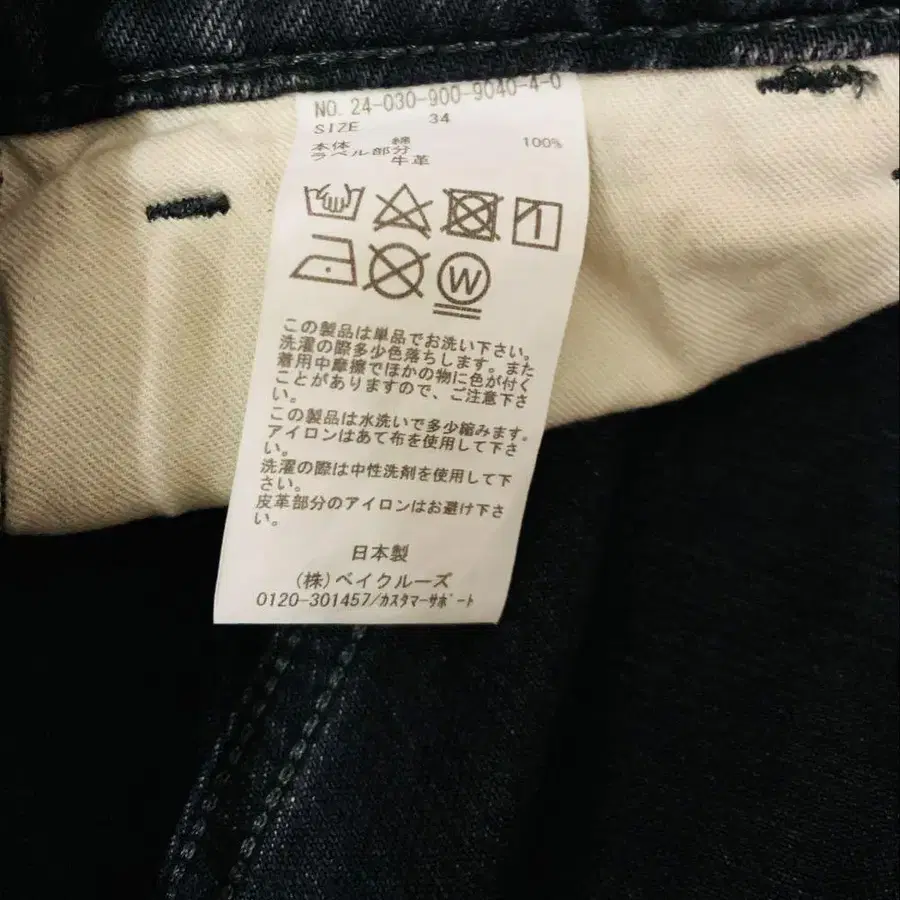 NO. 24-030-900-9040-4-0
SIZE 34
本体 綿 100%
ラベル部分 牛革
W
この製品は単品でお洗い下さい。
洗濯の際多少色落ちします。また
着用中摩擦でほかの物に色が付く
ことがありますので、ご注意下さ
い。
この製品は水洗いで多少縮みます。
アイロンはあて布を使用して下さ
い。
洗濯の際は中性洗剤を使用して下
さい。
皮革部分のアイロンはお避け下さ
い。
日本製
(株)ベイクルーズ
0120-301457/ｶｽﾀﾏｰｻﾎﾟｰﾄ